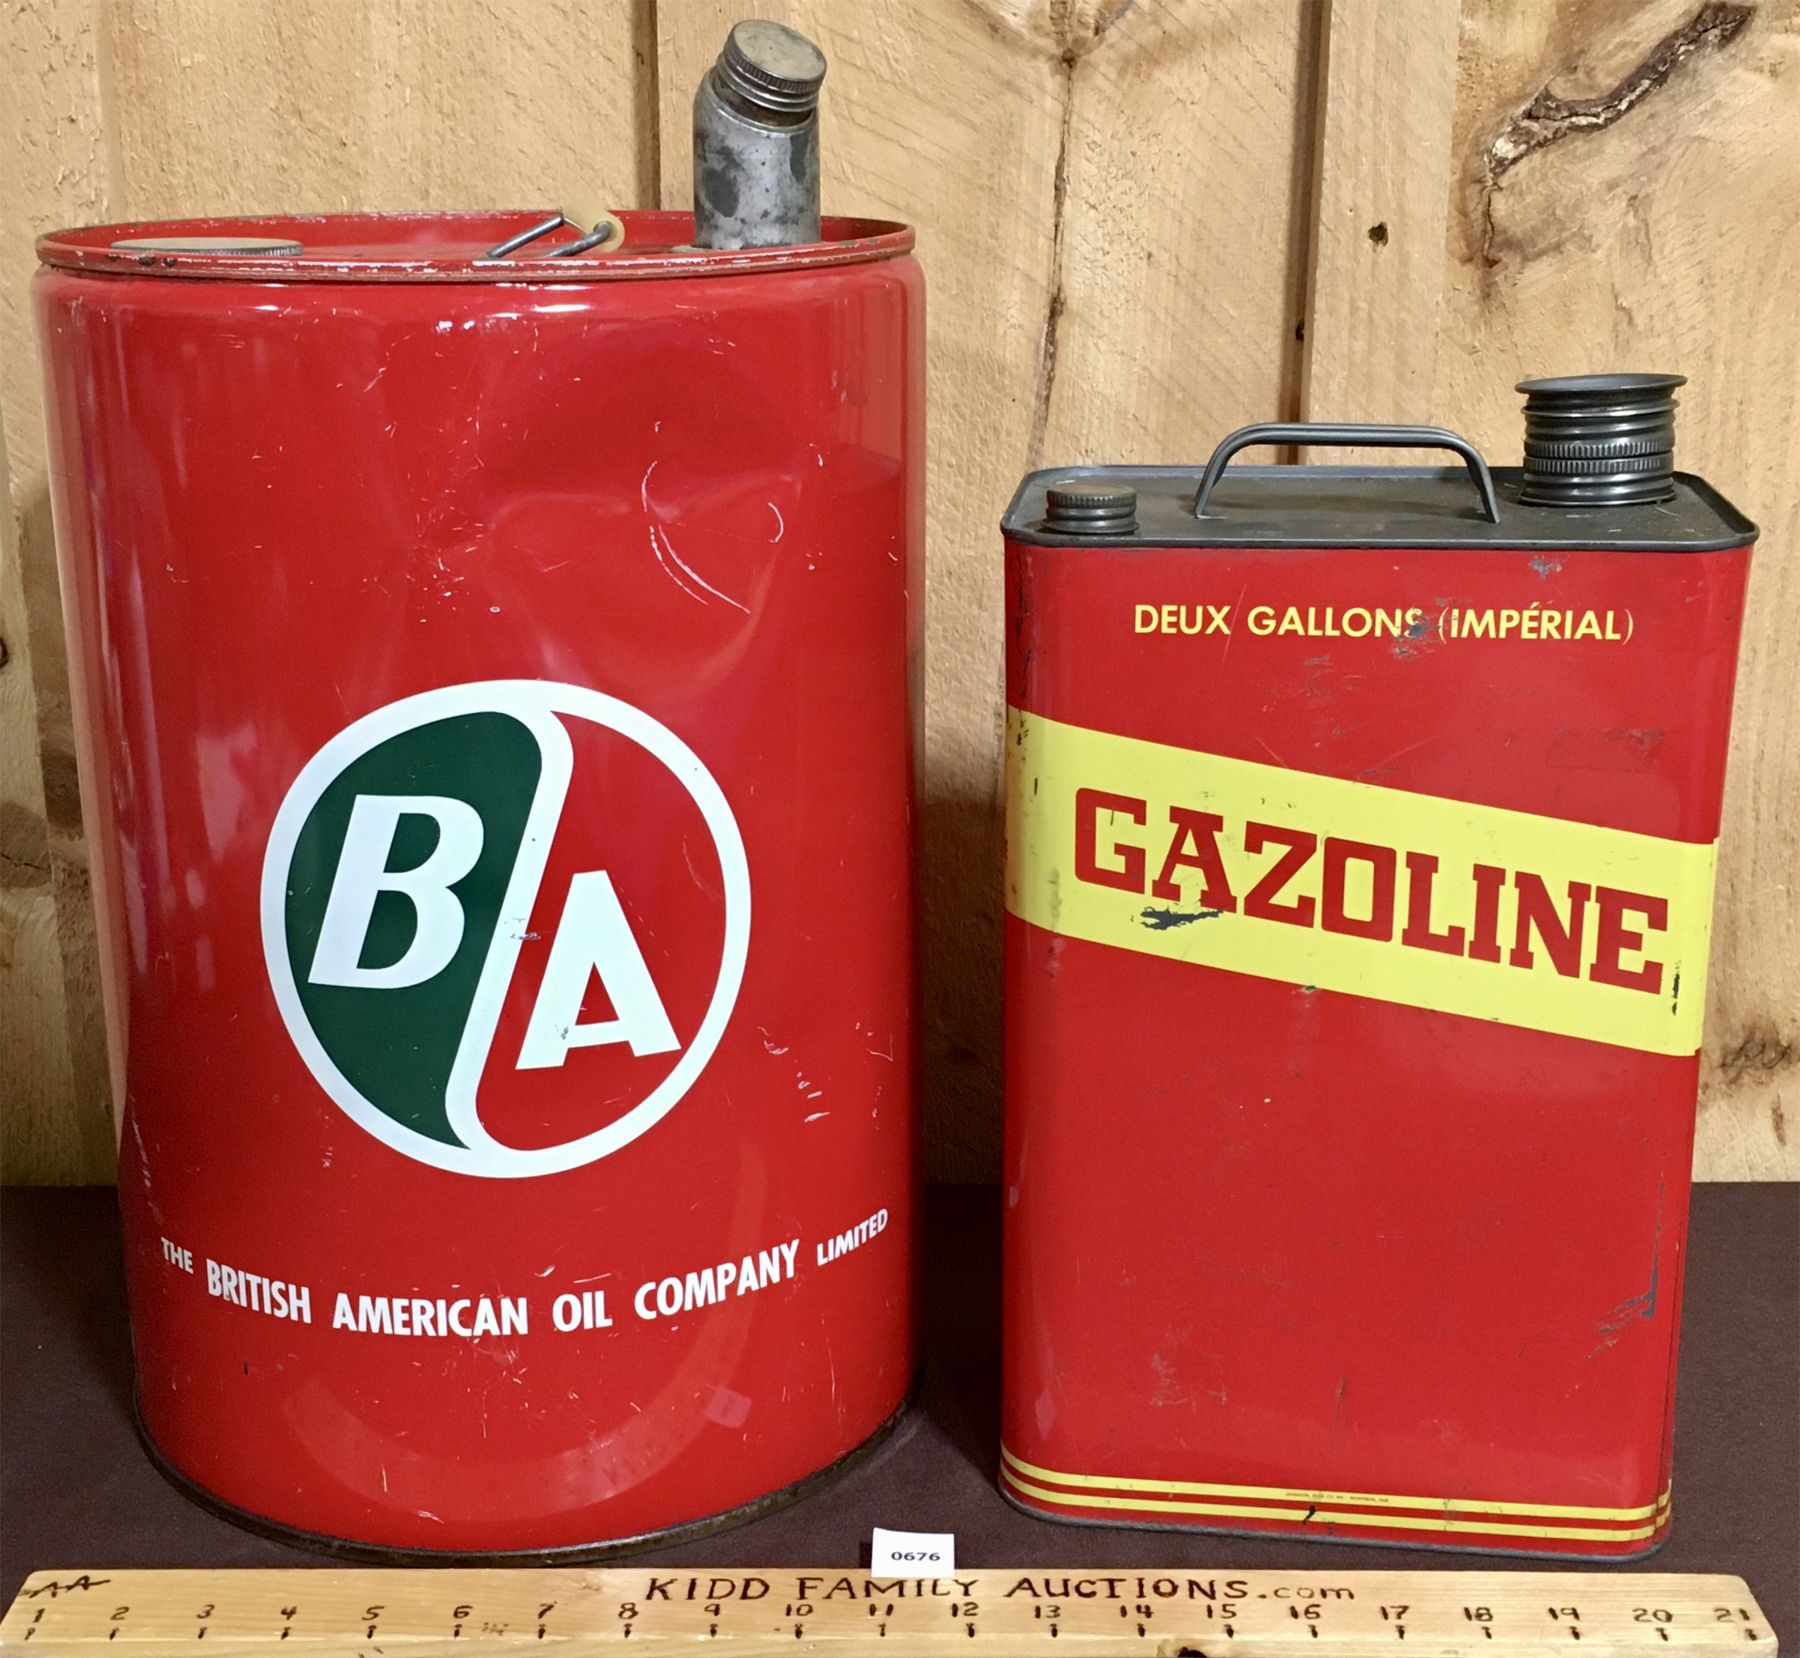 B A
THE BRITISH AMERICAN OIL COMPANY LIMITED
DEUX GALLONS (IMPÉRIAL)
GAZOLINE
0676
KIDD FAMILY AUCTIONS.com
1 2 3 4 5 6 7 8 9 10 11 12 13 14 15 16 17 18 19 20 21